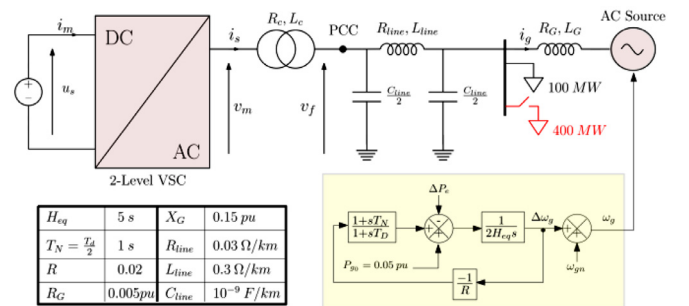 AC Source
R_c, L_c
R_line, L_line
R_G, L_G
i_m
i_s
PCC
i_g
DC
u_s
v_m
v_f
C_line/2
C_line/2
100 MW
400 MW
AC
2-Level VSC
H_eq 5 s X_G 0.15 pu
T_N = T_d/2 1 s R_line 0.03 Ω/km
R 0.02 L_line 0.3 Ω/km
R_G 0.005pu C_line 10^-9 F/km
ΔP_e
1+sT_N/1+sT_D
1/2H_eq s
Δω_g
ω_g
P_g0 = 0.05 pu
ω_gn
-1/R